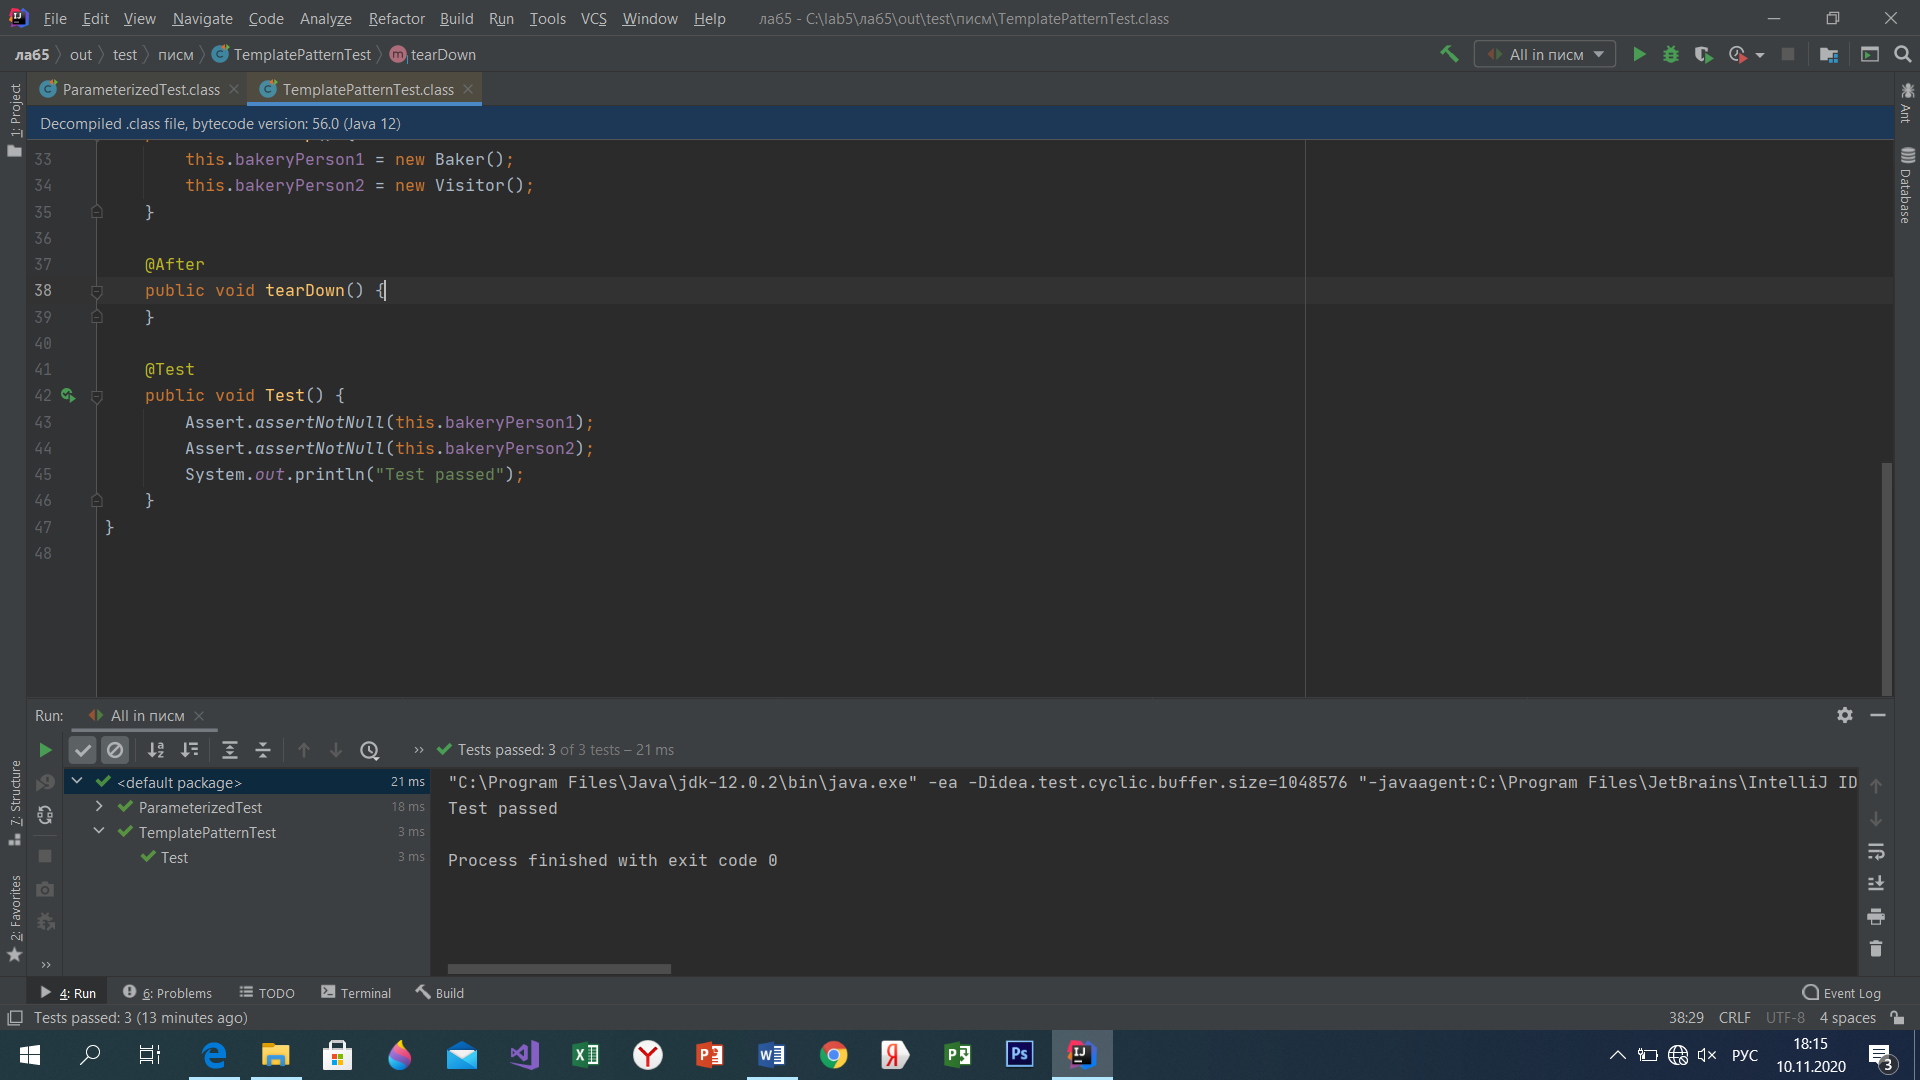 File Edit View Navigate Code Analyze Refactor Build Run Tools VCS Window Help ла65 - C:\lab5\ла65\out\test\писм\TemplatePatternTest.class
ла65 out test писм TemplatePatternTest m tearDown All in писм
ParameterizedTest.class TemplatePatternTest.class
Decompiled .class file, bytecode version: 56.0 (Java 12)
33 this.bakeryPerson1 = new Baker();
34 this.bakeryPerson2 = new Visitor();
35 }
36
37 @After
38 public void tearDown() {
39 }
40
41 @Test
42 public void Test() {
43 Assert.assertNotNull(this.bakeryPerson1);
44 Assert.assertNotNull(this.bakeryPerson2);
45 System.out.println("Test passed");
46 }
47 }
48
1: Project
7: Structure
2: Favorites
Ant
Database
Run: All in писм
Tests passed: 3 of 3 tests – 21 ms
<default package> 21 ms
ParameterizedTest 18 ms
TemplatePatternTest 3 ms
Test 3 ms
"C:\Program Files\Java\jdk-12.0.2\bin\java.exe" -ea -Didea.test.cyclic.buffer.size=1048576 "-javaagent:C:\Program Files\JetBrains\IntelliJ ID
Test passed
Process finished with exit code 0
4: Run 6: Problems TODO Terminal Build Event Log
Tests passed: 3 (13 minutes ago) 38:29 CRLF UTF-8 4 spaces
РУС 18:15
10.11.2020 3